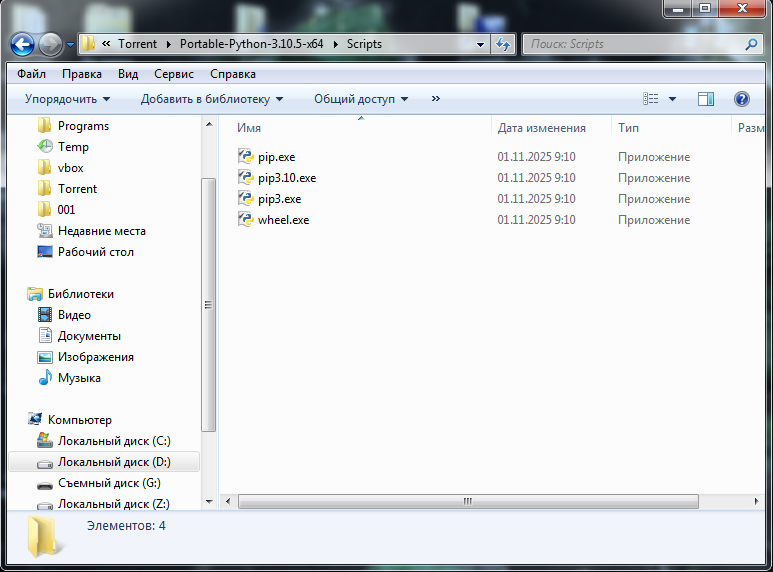 « Torrent Portable-Python-3.10.5-x64 Scripts Поиск: Scripts
Файл Правка Вид Сервис Справка
Упорядочить Добавить в библиотеку Общий доступ »
Programs
Temp
vbox
Torrent
001
Недавние места
Рабочий стол
Библиотеки
Видео
Документы
Изображения
Музыка
Компьютер
Локальный диск (C:)
Локальный диск (D:)
Съемный диск (G:)
Локальный диск (Z:)
Имя Дата изменения Тип Разм
pip.exe 01.11.2025 9:10 Приложение
pip3.10.exe 01.11.2025 9:10 Приложение
pip3.exe 01.11.2025 9:10 Приложение
wheel.exe 01.11.2025 9:10 Приложение
Элементов: 4